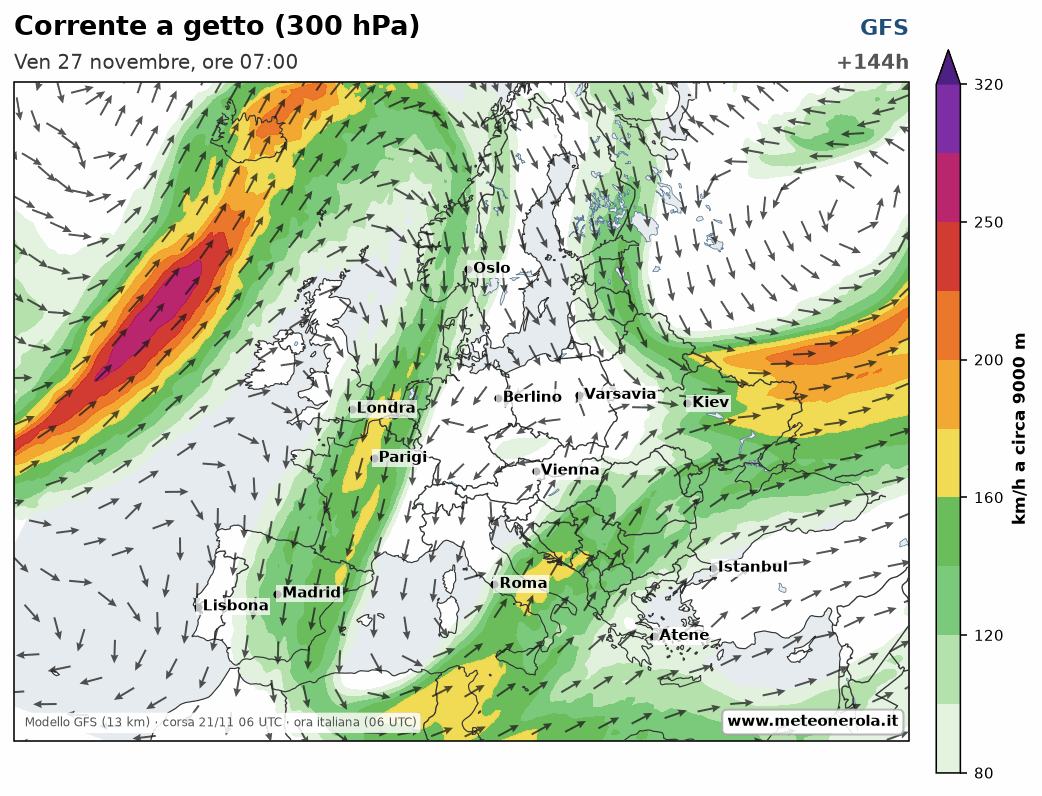 Corrente a getto (300 hPa)
GFS
Ven 27 novembre, ore 07:00
+144h
320
250
200
160
120
80
km/h a circa 9000 m
Oslo
Londra
Berlino
Varsavia
Kiev
Parigi
Vienna
Istanbul
Roma
Madrid
Lisbona
Atene
Modello GFS (13 km) · corsa 21/11 06 UTC · ora italiana (06 UTC)
www.meteonerola.it